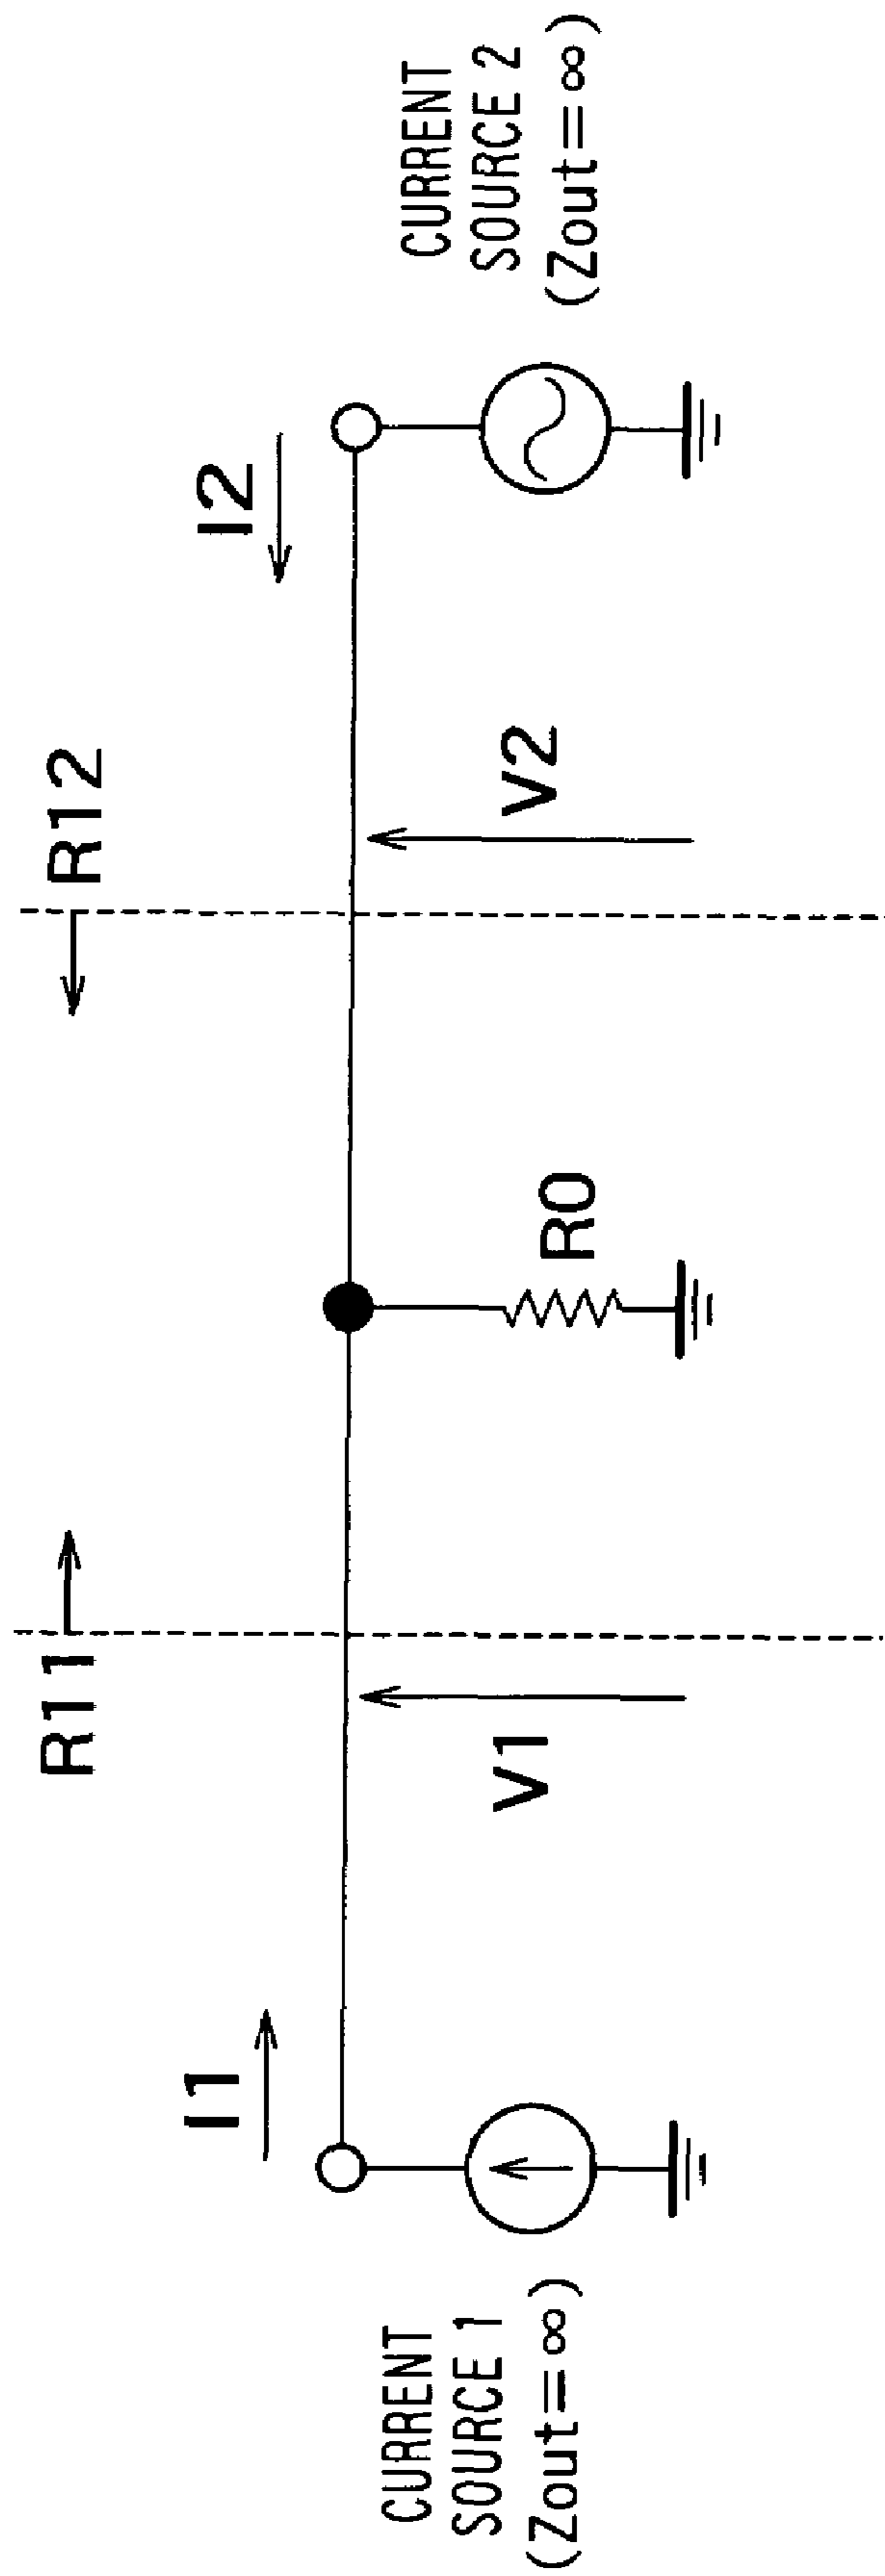 R11
R12
I1
I2
V1
V2
R0
CURRENT
SOURCE 1
(Zout=∞)
CURRENT
SOURCE 2
(Zout=∞)